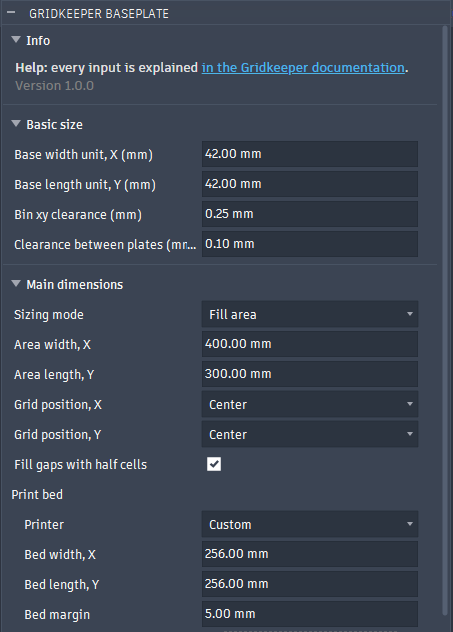 GRIDKEEPER BASEPLATE
Info
Help: every input is explained in the Gridkeeper documentation.
Version 1.0.0
Basic size
Base width unit, X (mm) 42.00 mm
Base length unit, Y (mm) 42.00 mm
Bin xy clearance (mm) 0.25 mm
Clearance between plates (mr... 0.10 mm
Main dimensions
Sizing mode Fill area
Area width, X 400.00 mm
Area length, Y 300.00 mm
Grid position, X Center
Grid position, Y Center
Fill gaps with half cells
Print bed
Printer Custom
Bed width, X 256.00 mm
Bed length, Y 256.00 mm
Bed margin 5.00 mm